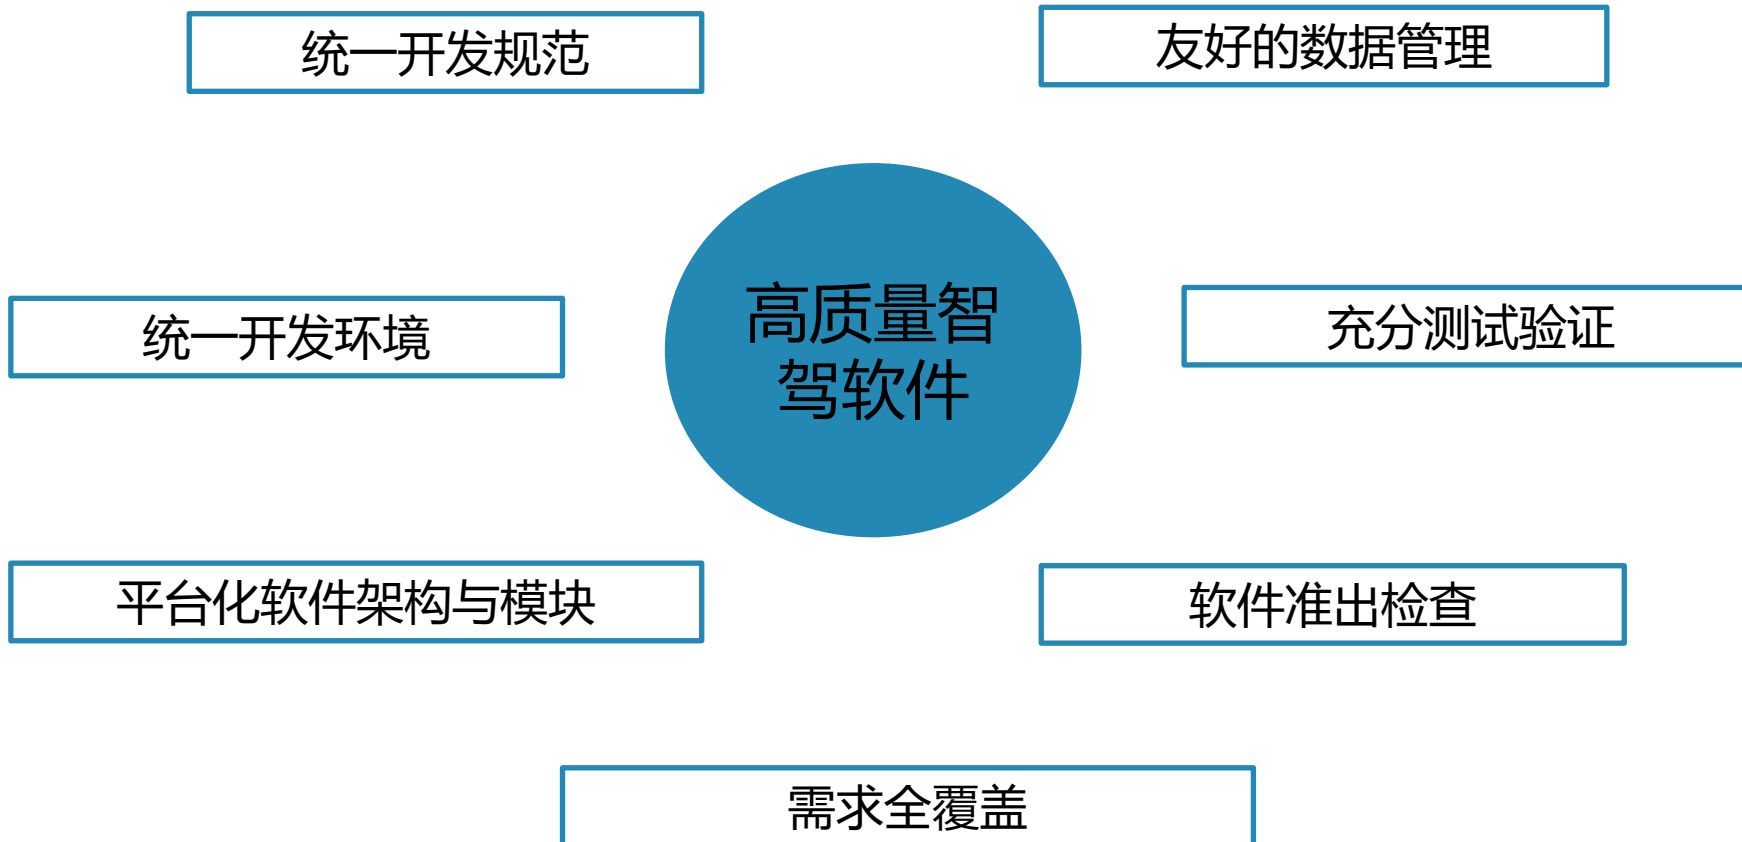 统一开发规范
友好的数据管理
高质量智
驾软件
统一开发环境
充分测试验证
平台化软件架构与模块
软件准出检查
需求全覆盖